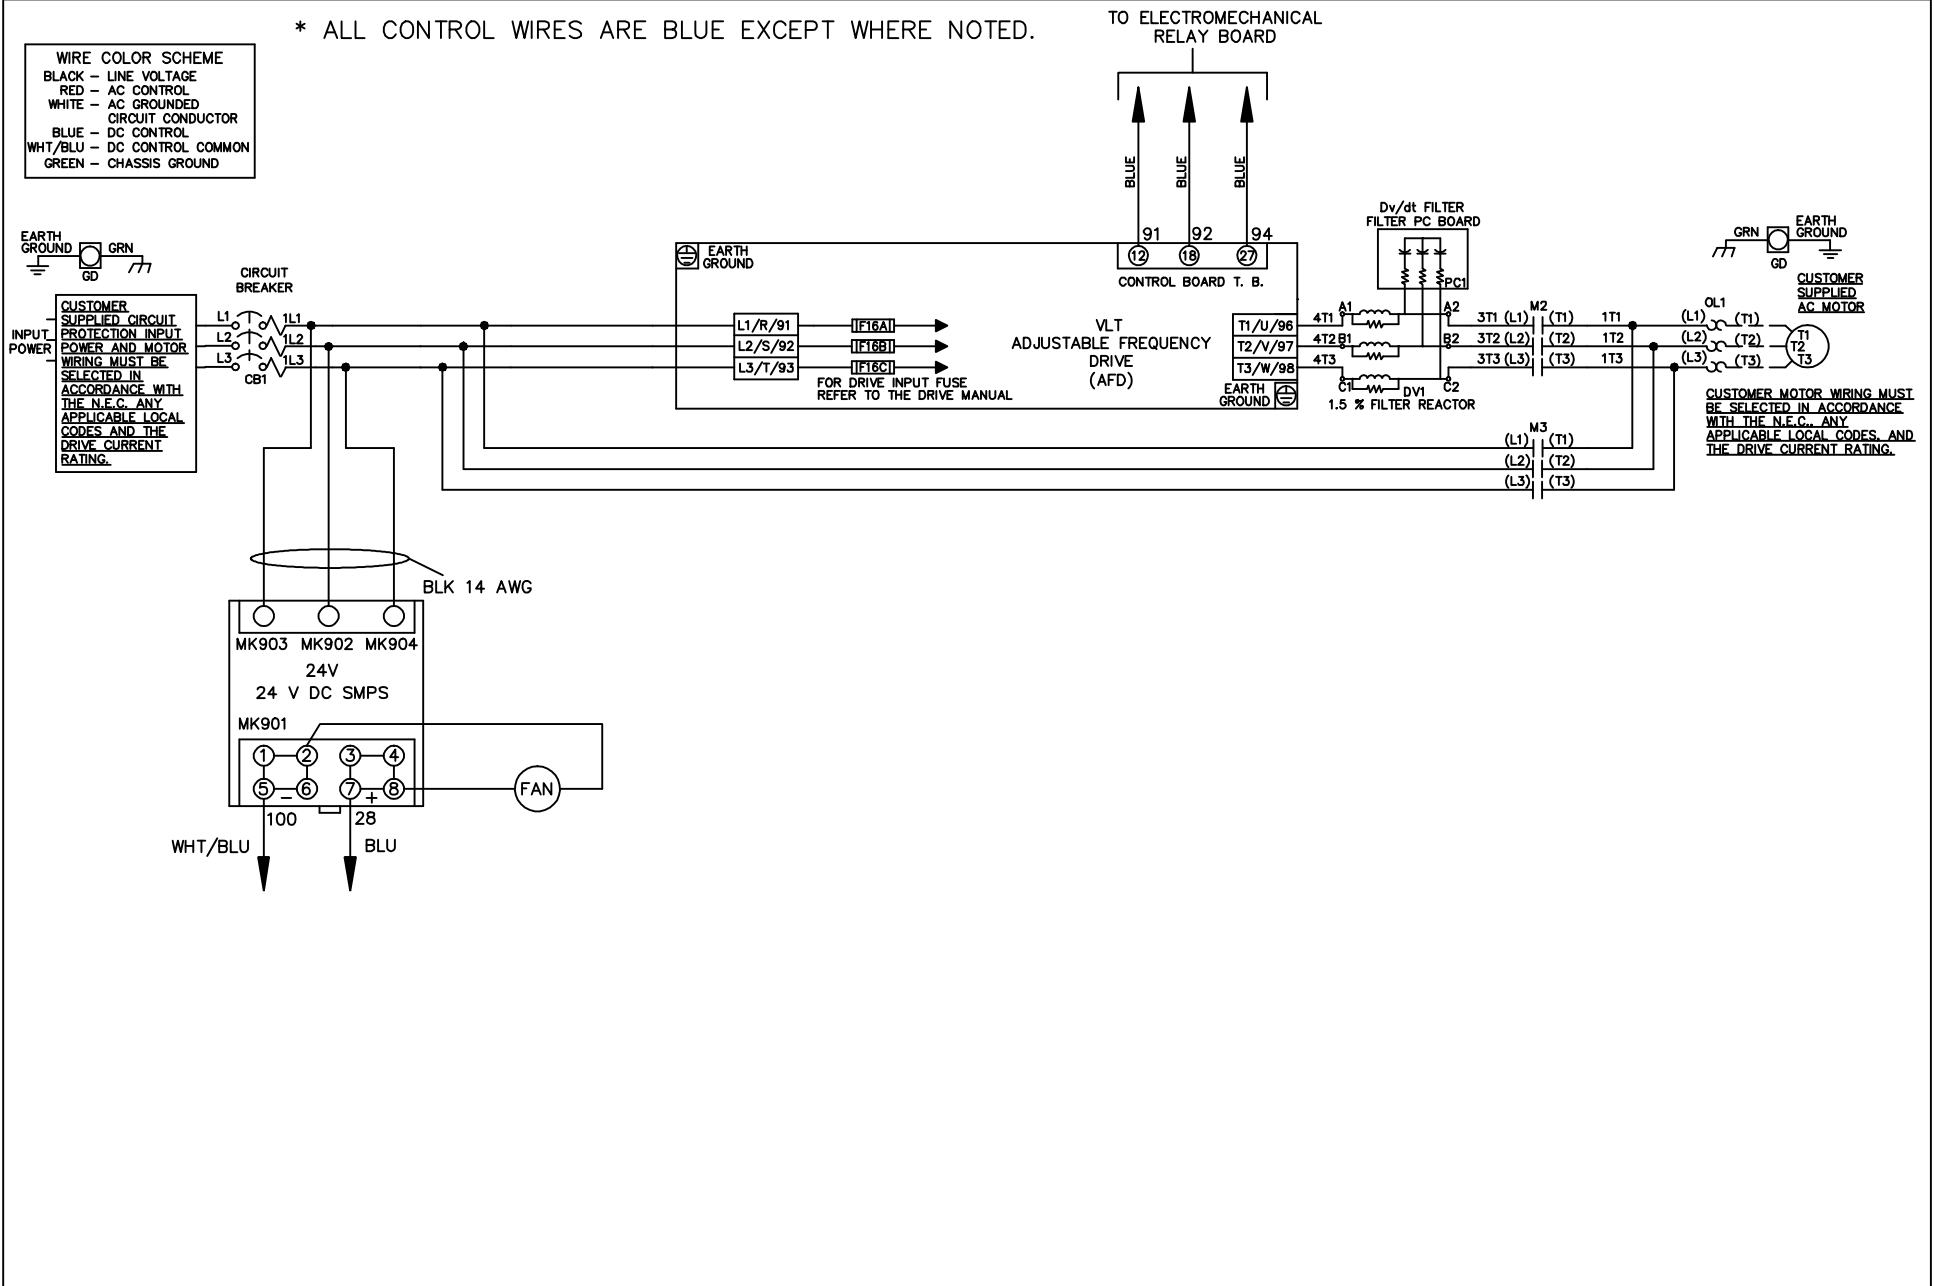 * ALL CONTROL WIRES ARE BLUE EXCEPT WHERE NOTED.
TO ELECTROMECHANICAL
RELAY BOARD
WIRE COLOR SCHEME
BLACK – LINE VOLTAGE
RED – AC CONTROL
WHITE – AC GROUNDED
CIRCUIT CONDUCTOR
BLUE – DC CONTROL
WHT/BLU – DC CONTROL COMMON
GREEN – CHASSIS GROUND
BLUE
BLUE
BLUE
91 92 94
12 18 27
CONTROL BOARD T. B.
EARTH
GROUND
GRN
GD
CIRCUIT
BREAKER
INPUT
POWER
CUSTOMER
SUPPLIED CIRCUIT
PROTECTION INPUT
POWER AND MOTOR
WIRING MUST BE
SELECTED IN
ACCORDANCE WITH
THE N.E.C. ANY
APPLICABLE LOCAL
CODES AND THE
DRIVE CURRENT
RATING.
L1 1L1
L2 1L2
L3 1L3
CB1
EARTH
GROUND
L1/R/91 F16A
L2/S/92 F16B
L3/T/93 F16C
FOR DRIVE INPUT FUSE
REFER TO THE DRIVE MANUAL
VLT
ADJUSTABLE FREQUENCY
DRIVE
(AFD)
T1/U/96
T2/V/97
T3/W/98
EARTH
GROUND
Dv/dt FILTER
FILTER PC BOARD
PC1
4T1 A1 A2
4T2 B1 B2
4T3
C1 C2
DV1
1.5 % FILTER REACTOR
M2
3T1 (L1) (T1) 1T1
3T2 (L2) (T2) 1T2
3T3 (L3) (T3) 1T3
M3
(L1) (T1)
(L2) (T2)
(L3) (T3)
OL1
(L1) (T1)
(L2) (T2)
(L3) (T3)
T1
T2
T3
GRN
GD
EARTH
GROUND
CUSTOMER
SUPPLIED
AC MOTOR
CUSTOMER MOTOR WIRING MUST
BE SELECTED IN ACCORDANCE
WITH THE N.E.C., ANY
APPLICABLE LOCAL CODES, AND
THE DRIVE CURRENT RATING.
BLK 14 AWG
MK903 MK902 MK904
24V
24 V DC SMPS
MK901
1 2 3 4
5 – 6 7 + 8
FAN
100 28
WHT/BLU BLU